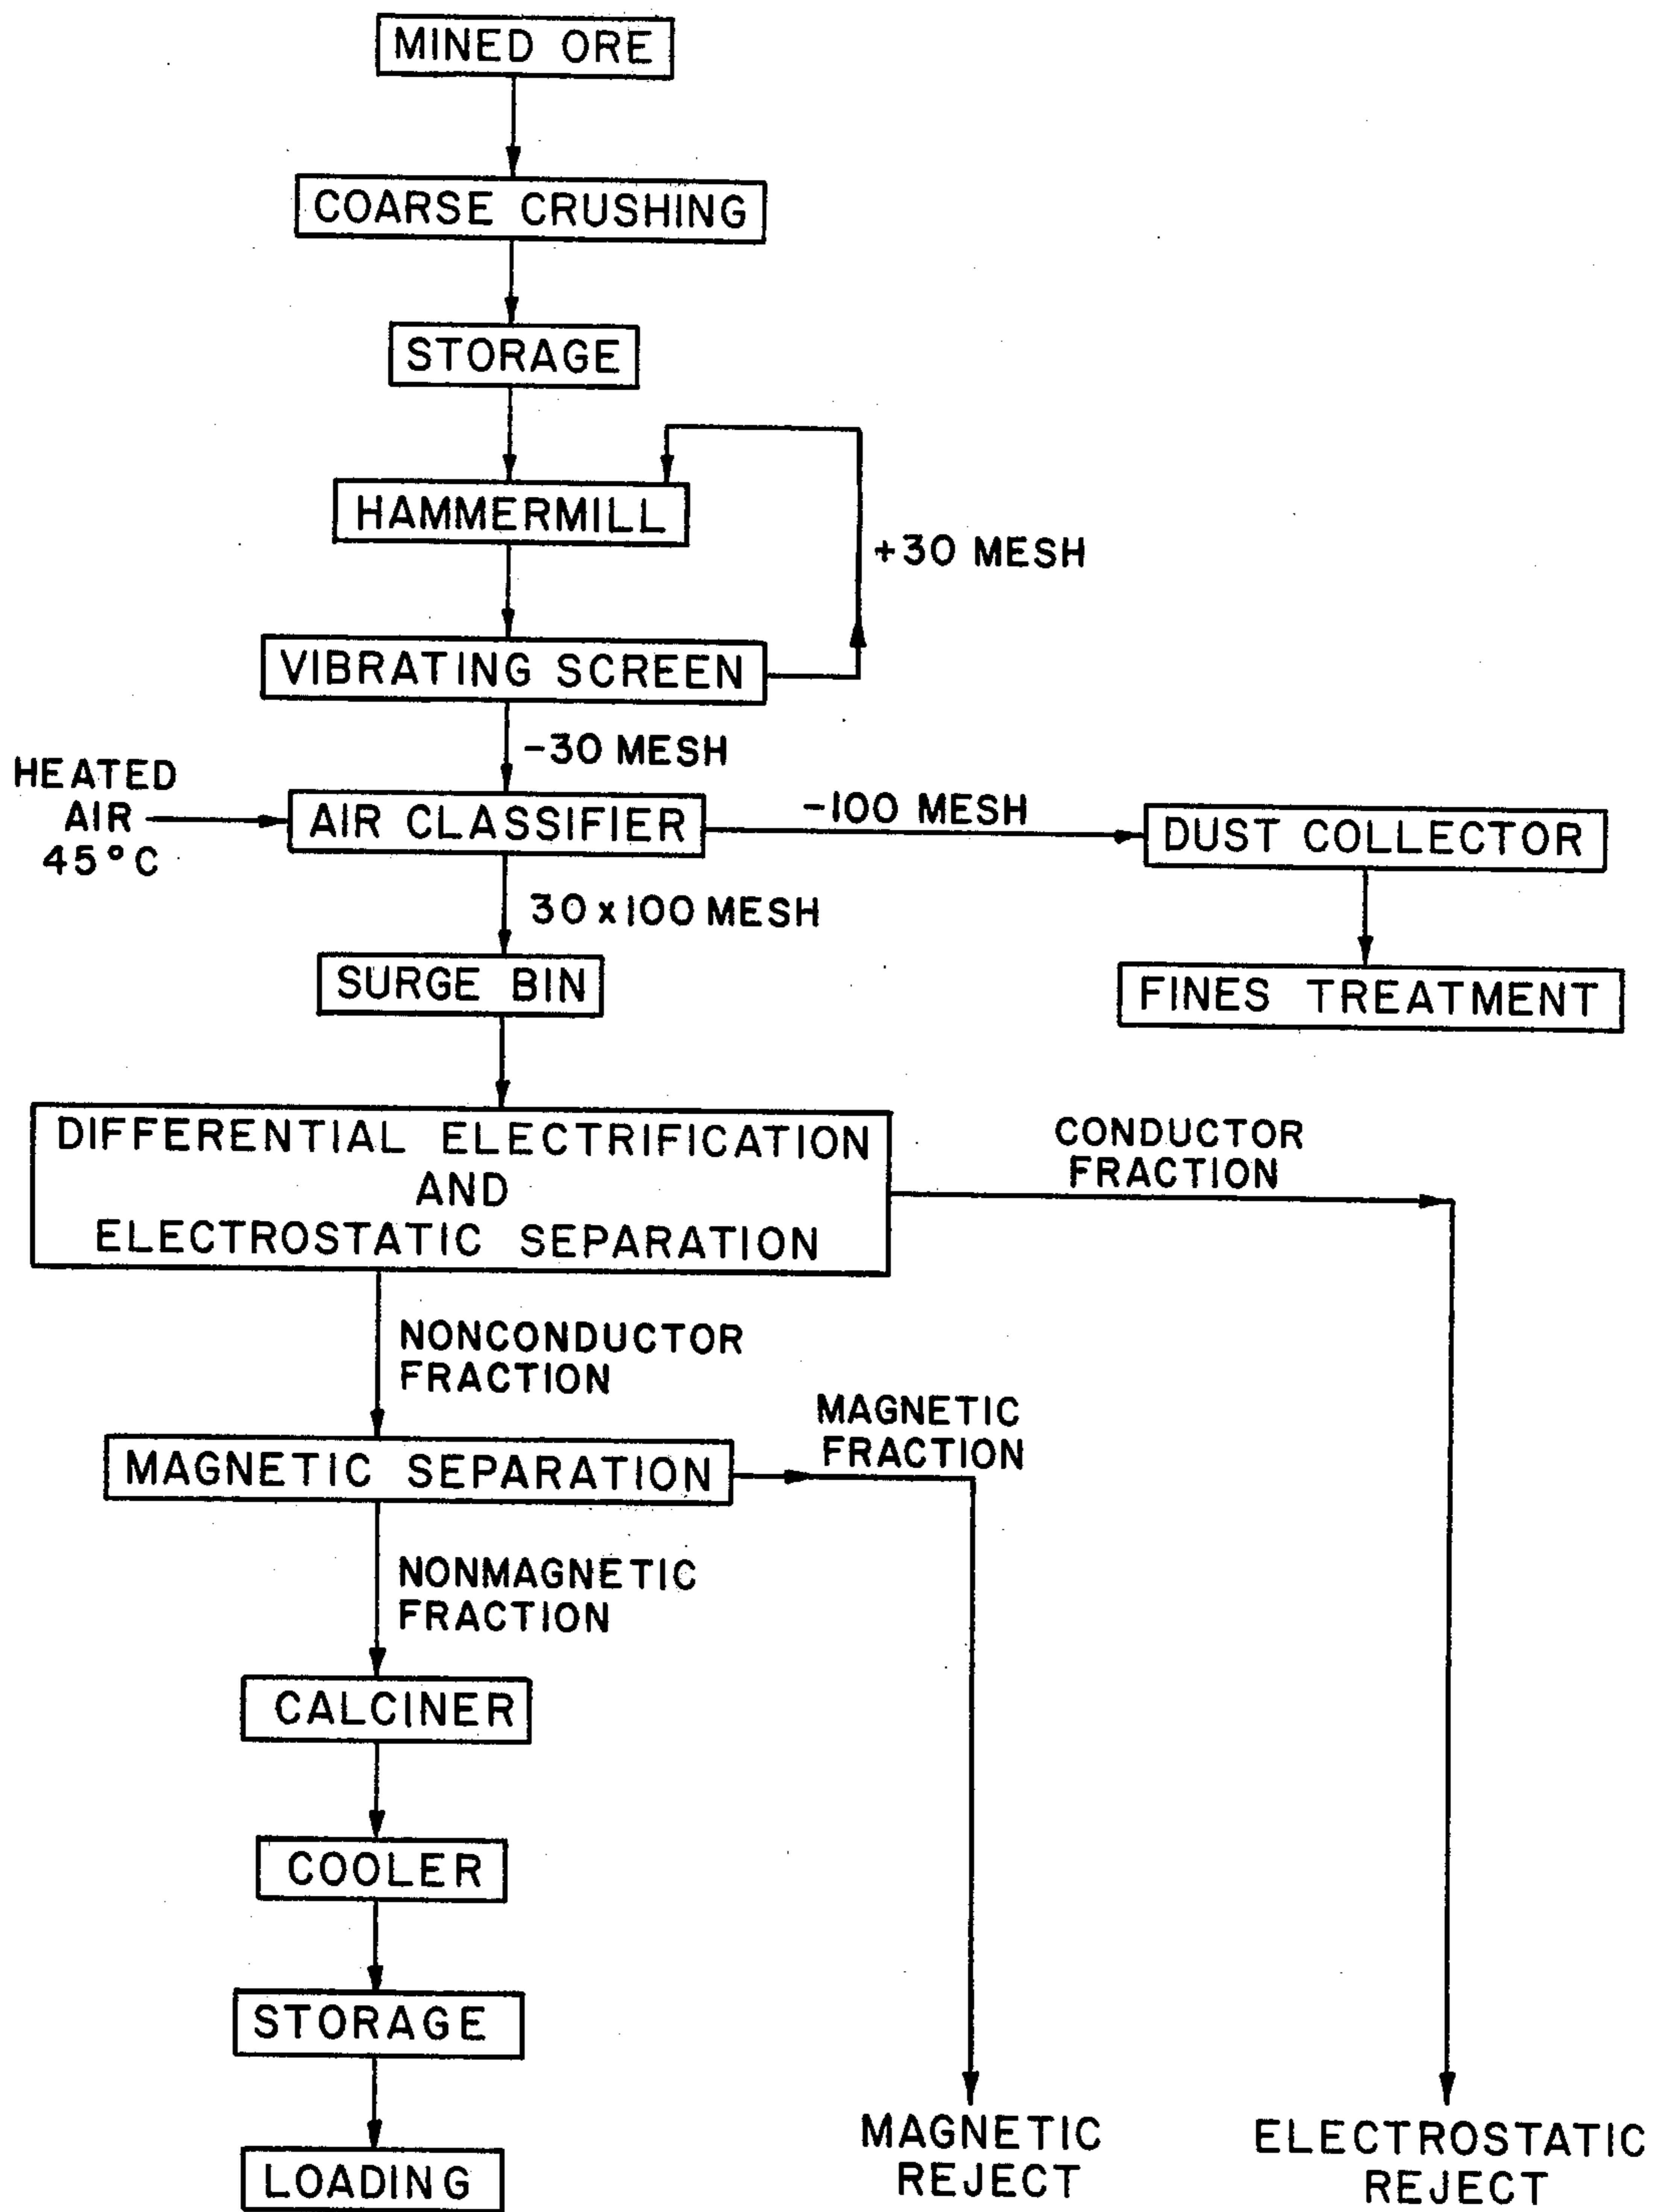 MINED ORE
COARSE CRUSHING
STORAGE
HAMMERMILL
+30 MESH
VIBRATING SCREEN
-30 MESH
HEATED
AIR
45°C
AIR CLASSIFIER
-100 MESH
DUST COLLECTOR
30x100 MESH
SURGE BIN
FINES TREATMENT
DIFFERENTIAL ELECTRIFICATION
AND
ELECTROSTATIC SEPARATION
CONDUCTOR
FRACTION
NONCONDUCTOR
FRACTION
MAGNETIC SEPARATION
MAGNETIC
FRACTION
NONMAGNETIC
FRACTION
CALCINER
COOLER
STORAGE
LOADING
MAGNETIC
REJECT
ELECTROSTATIC
REJECT